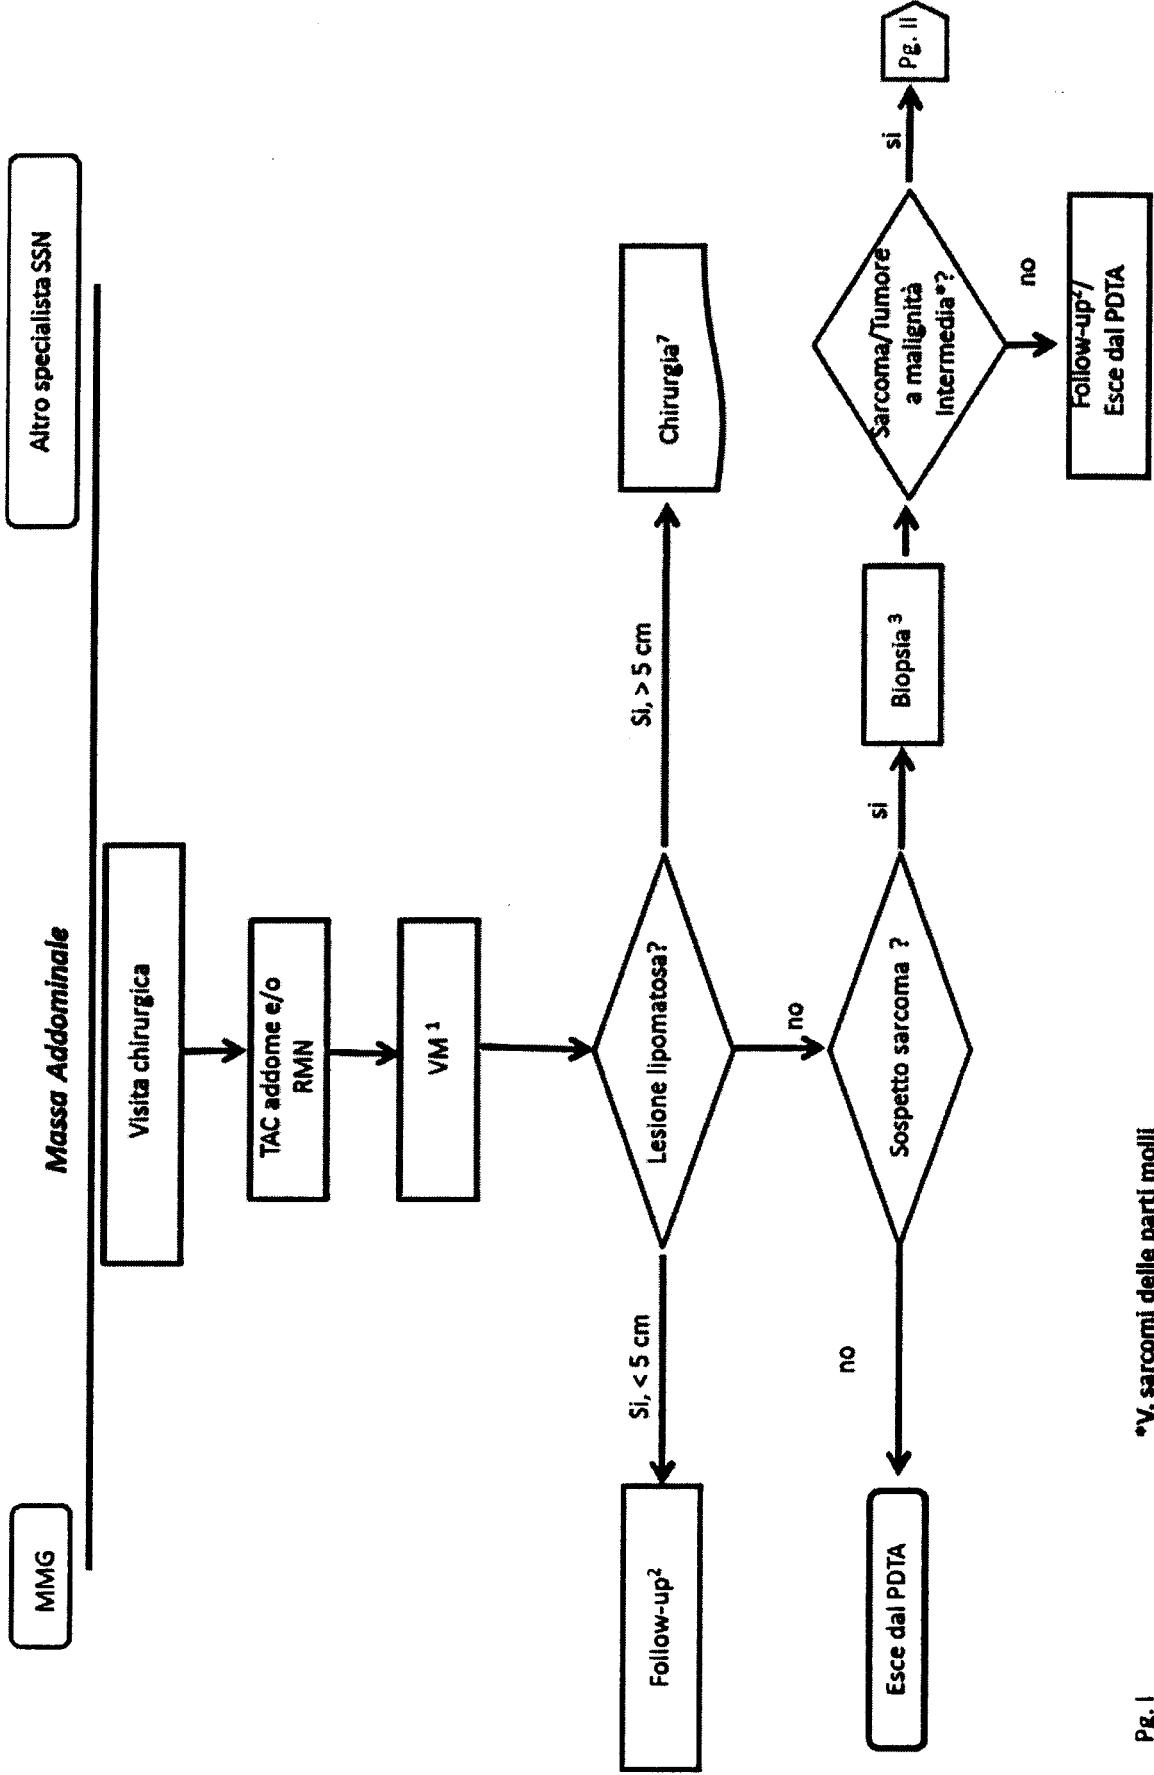 MMG
Altro specialista SSN
Massa Addominale
Visita chirurgica
TAC addome e/o
RMN
VM ¹
Lesione lipomatosa?
Si, < 5 cm
Si, > 5 cm
Follow-up²
Chirurgia⁷
no
Sospetto sarcoma ?
no
si
Esce dal PDTA
Biopsia ³
Sarcoma/Tumore
a malignità
Intermedia*?
si
Pg. II
no
Follow-up²/
Esce dal PDTA
Pg. I
*V. sarcomi delle parti molli